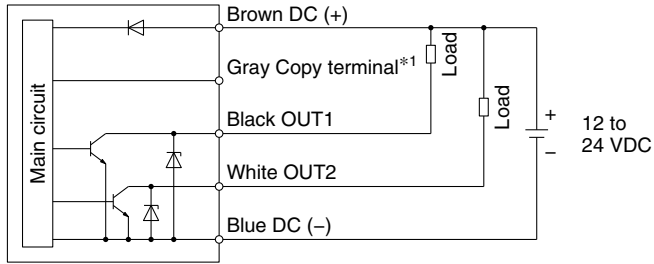 Brown DC (+)
Gray Copy terminal*1
Black OUT1
White OUT2
Blue DC (−)
Main circuit
Load
Load
+
−
12 to
24 VDC